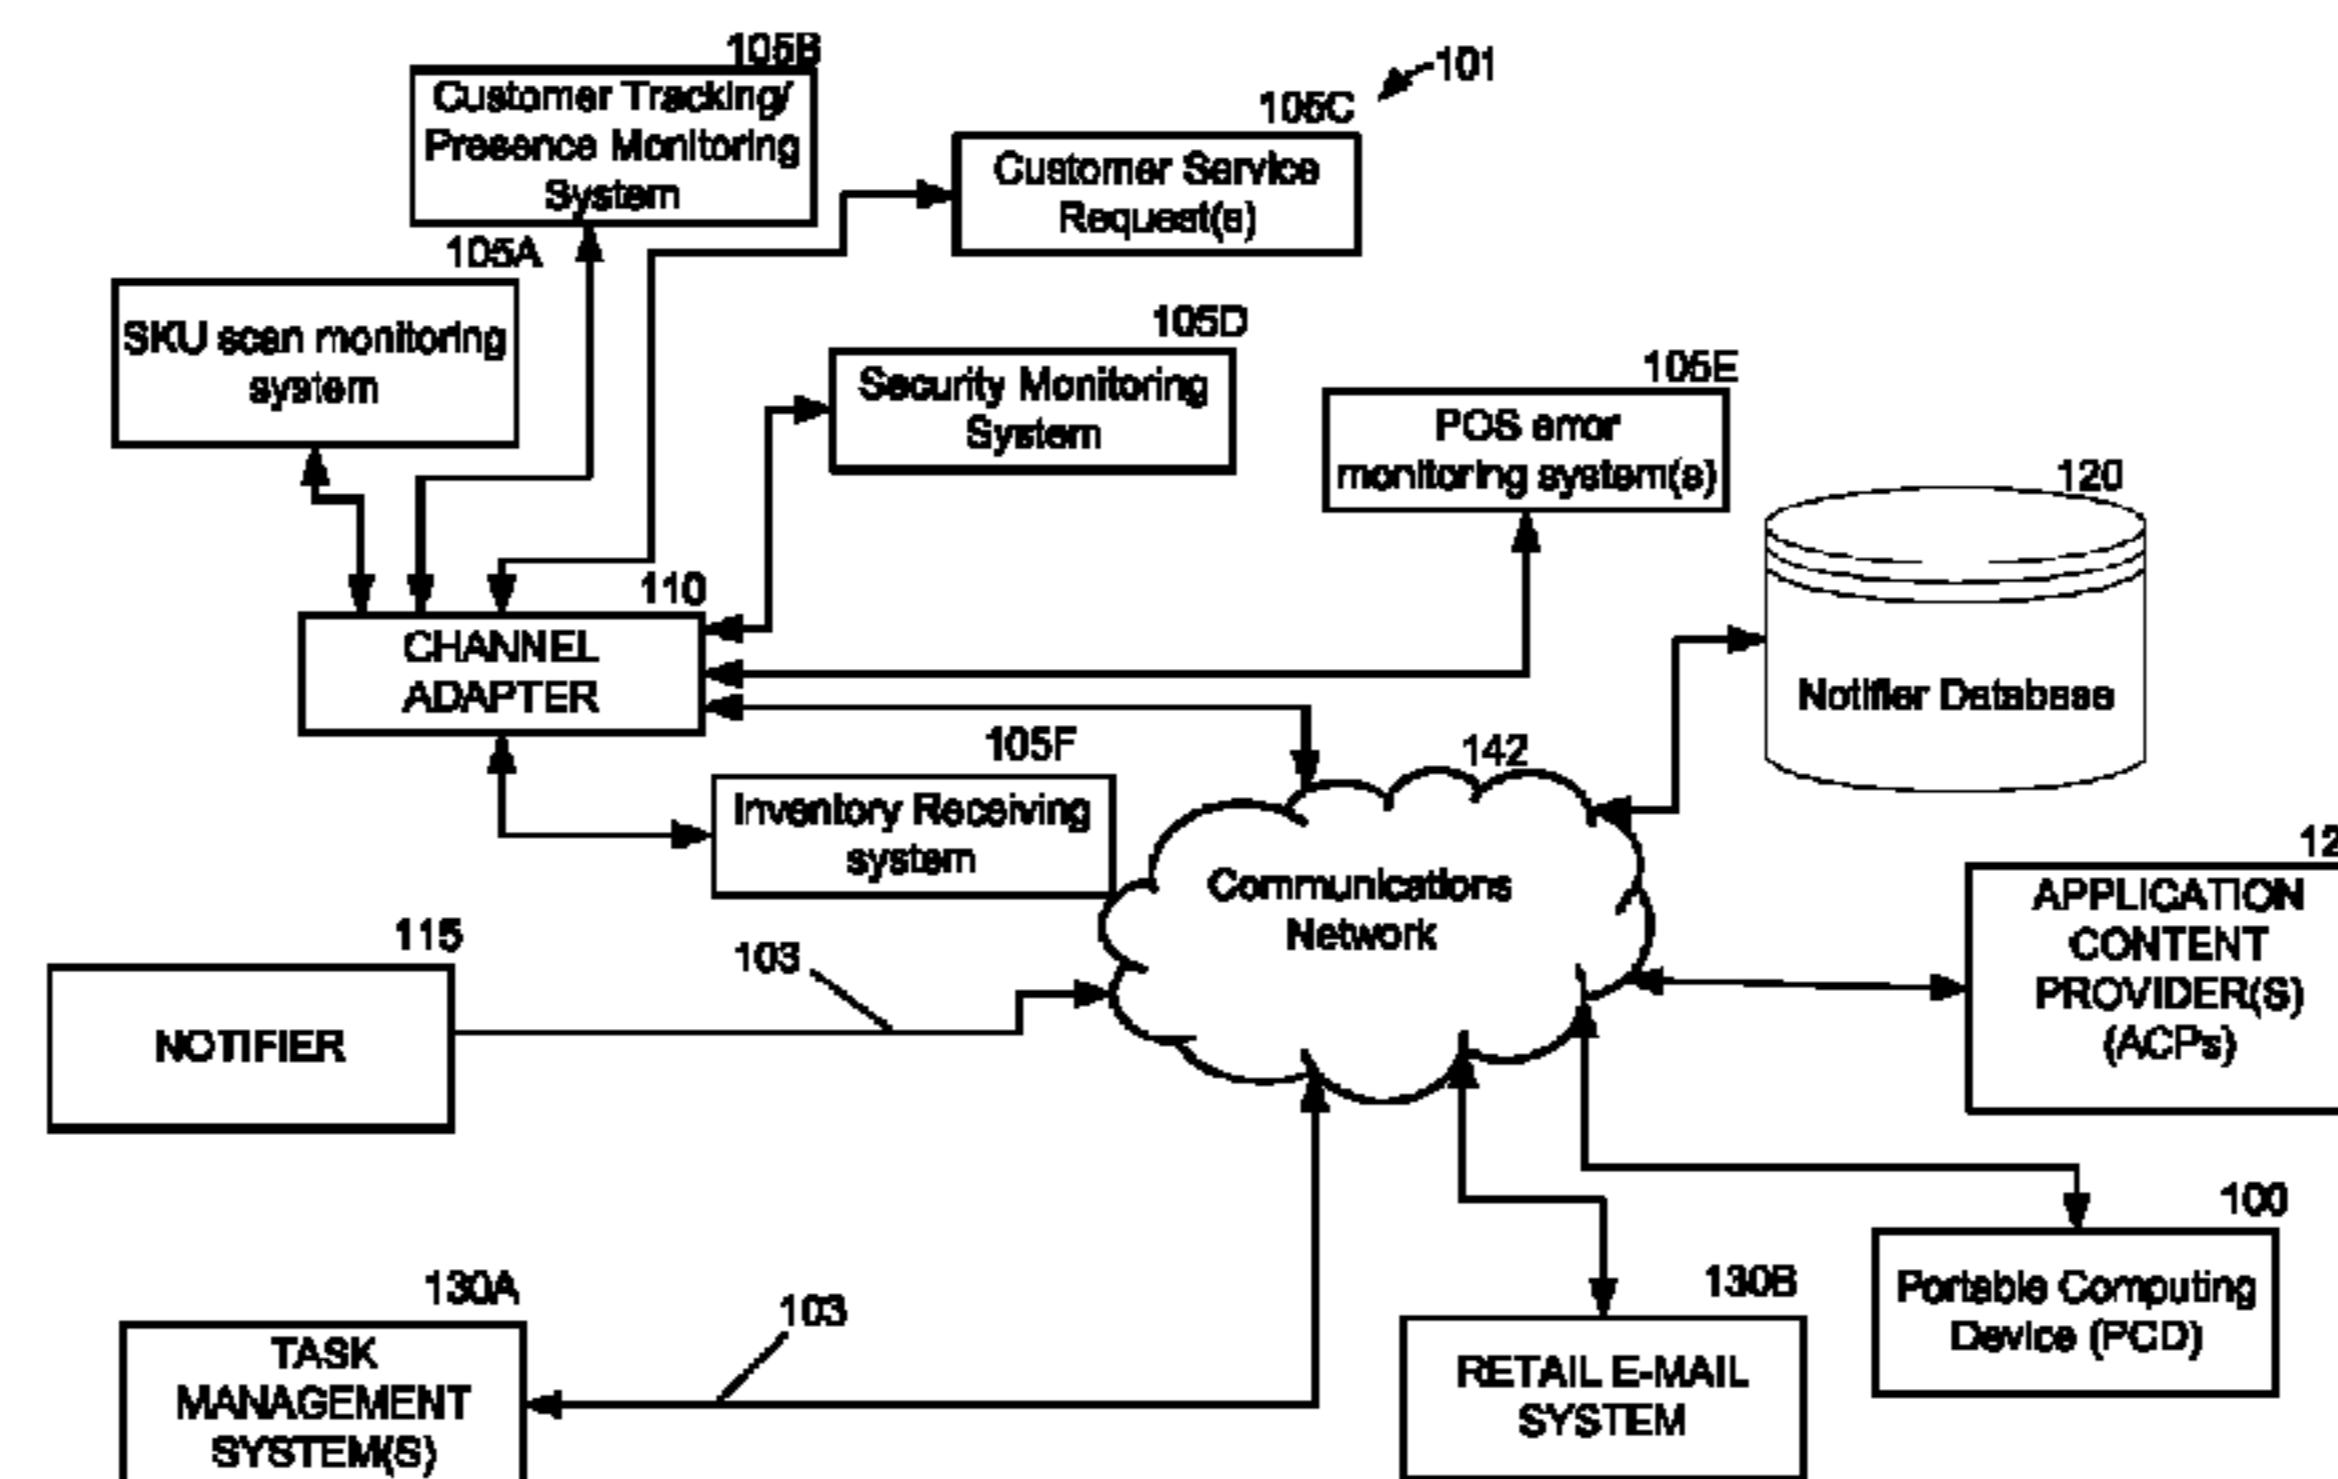 105B
Customer Tracking/
Presence Monitoring
System
101
105C
Customer Service
Request(s)
105A
SKU scan monitoring
system
105D
Security Monitoring
System
105E
POS error
monitoring system(s)
120
Notifier Database
110
CHANNEL
ADAPTER
105F
Inventory Receiving
system
142
Communications
Network
12
APPLICATION
CONTENT
PROVIDER(S)
(ACPs)
115
NOTIFIER
103
100
Portable Computing
Device (PCD)
130A
TASK
MANAGEMENT
SYSTEM(S)
103
130B
RETAIL E-MAIL
SYSTEM